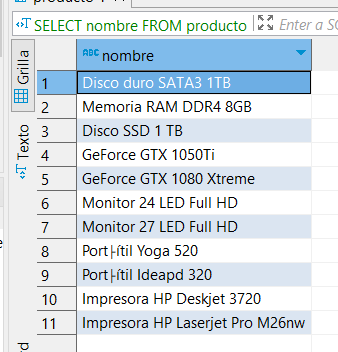 producto 1
SELECT nombre FROM producto
Enter a SQ
Grilla
Texto
ABC nombre
1 Disco duro SATA3 1TB
2 Memoria RAM DDR4 8GB
3 Disco SSD 1 TB
4 GeForce GTX 1050Ti
5 GeForce GTX 1080 Xtreme
6 Monitor 24 LED Full HD
7 Monitor 27 LED Full HD
8 Port├ítil Yoga 520
9 Port├ítil Ideapd 320
10 Impresora HP Deskjet 3720
11 Impresora HP Laserjet Pro M26nw